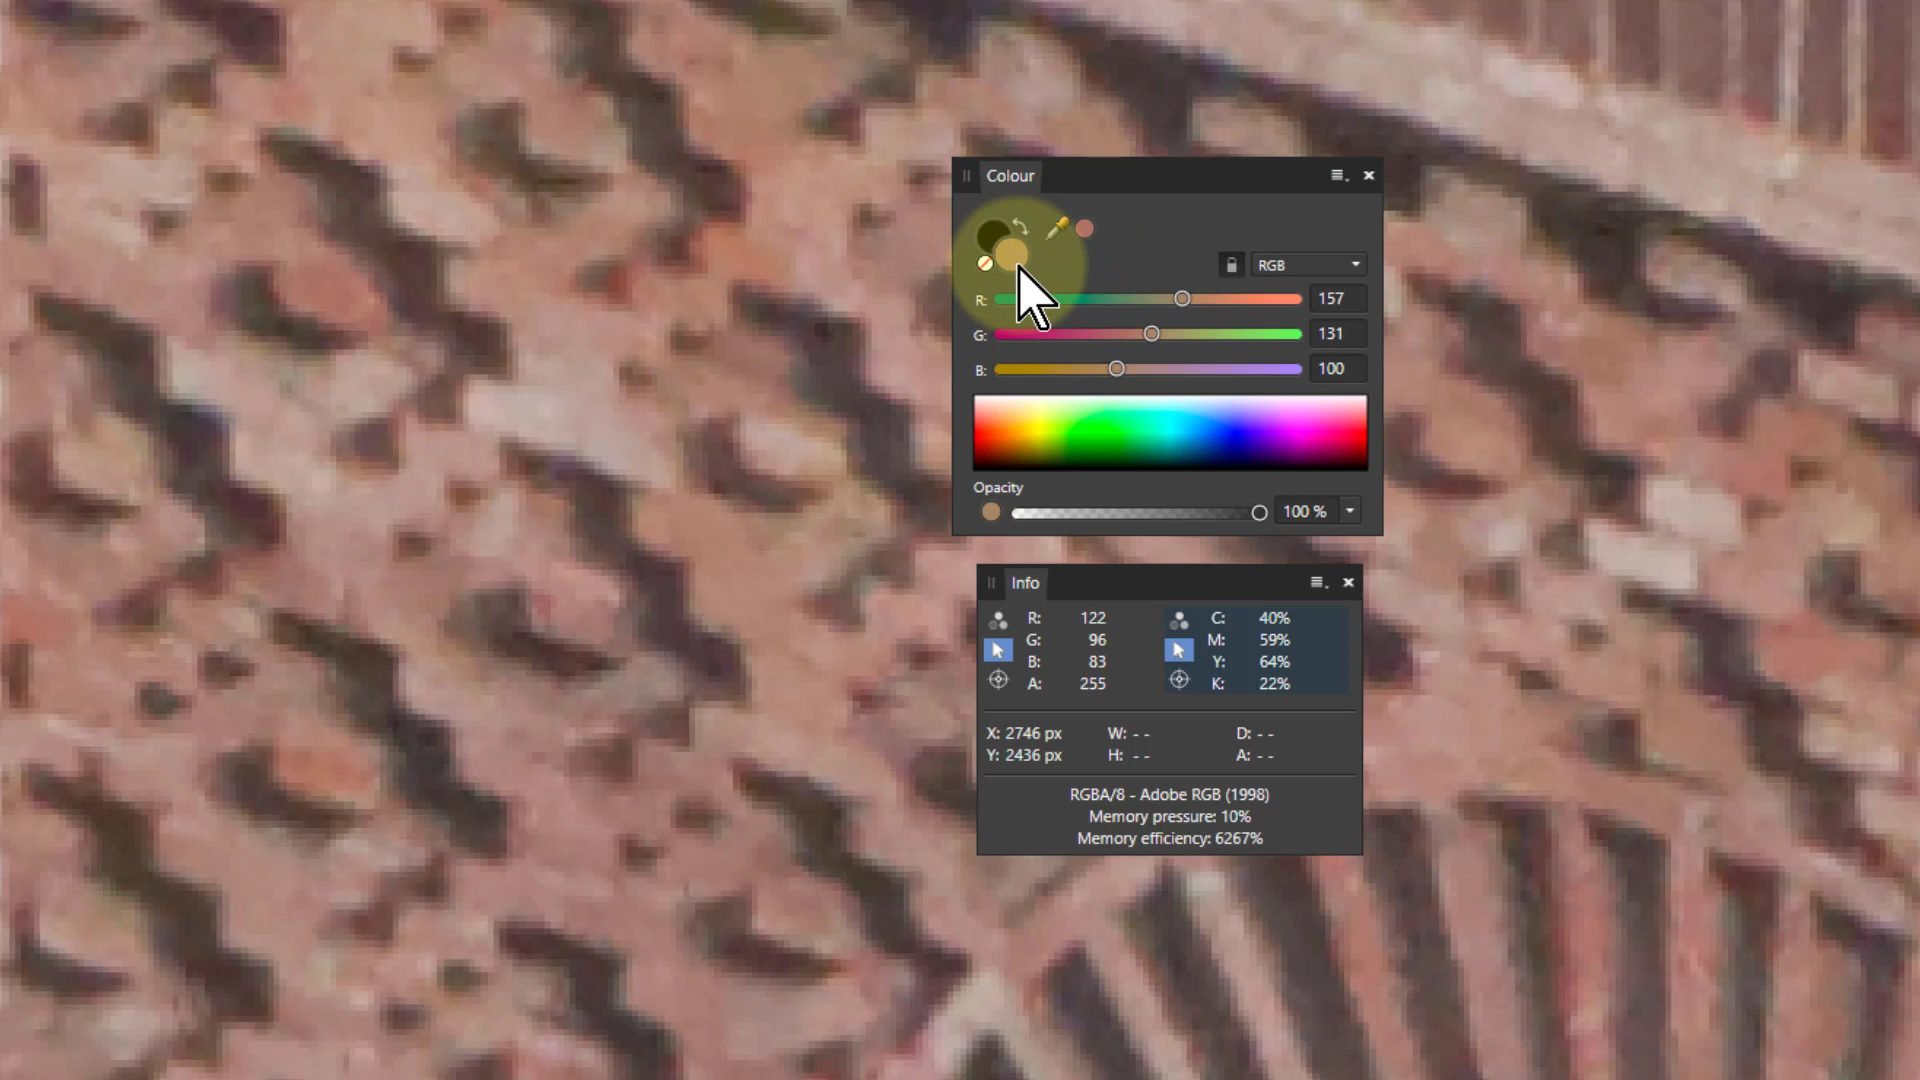 Colour
RGB
R: 157
G: 131
B: 100
Opacity
100 %
Info
R: 122 C: 40%
G: 96 M: 59%
B: 83 Y: 64%
A: 255 K: 22%
X: 2746 px W: - - D: - -
Y: 2436 px H: - - A: - -
RGBA/8 - Adobe RGB (1998)
Memory pressure: 10%
Memory efficiency: 6267%